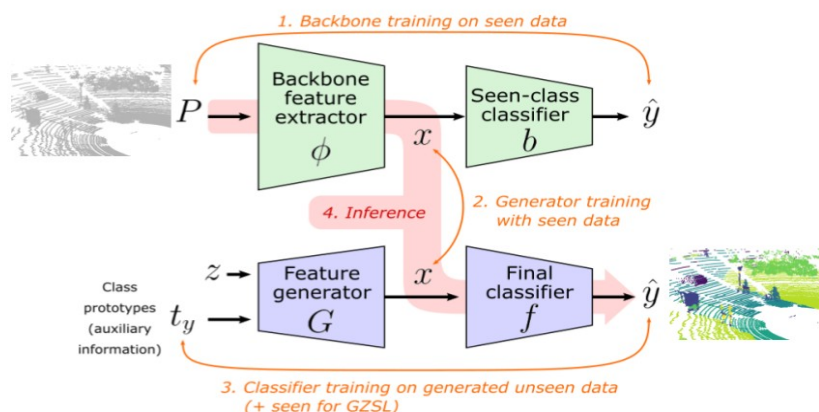 1. Backbone training on seen data
P
Backbone
feature
extractor
ϕ
x
Seen-class
classifier
b
ŷ
2. Generator training
with seen data
4. Inference
Class
prototypes
(auxiliary
information)
z
t_y
Feature
generator
G
x
Final
classifier
f
ŷ
3. Classifier training on generated unseen data
(+ seen for GZSL)